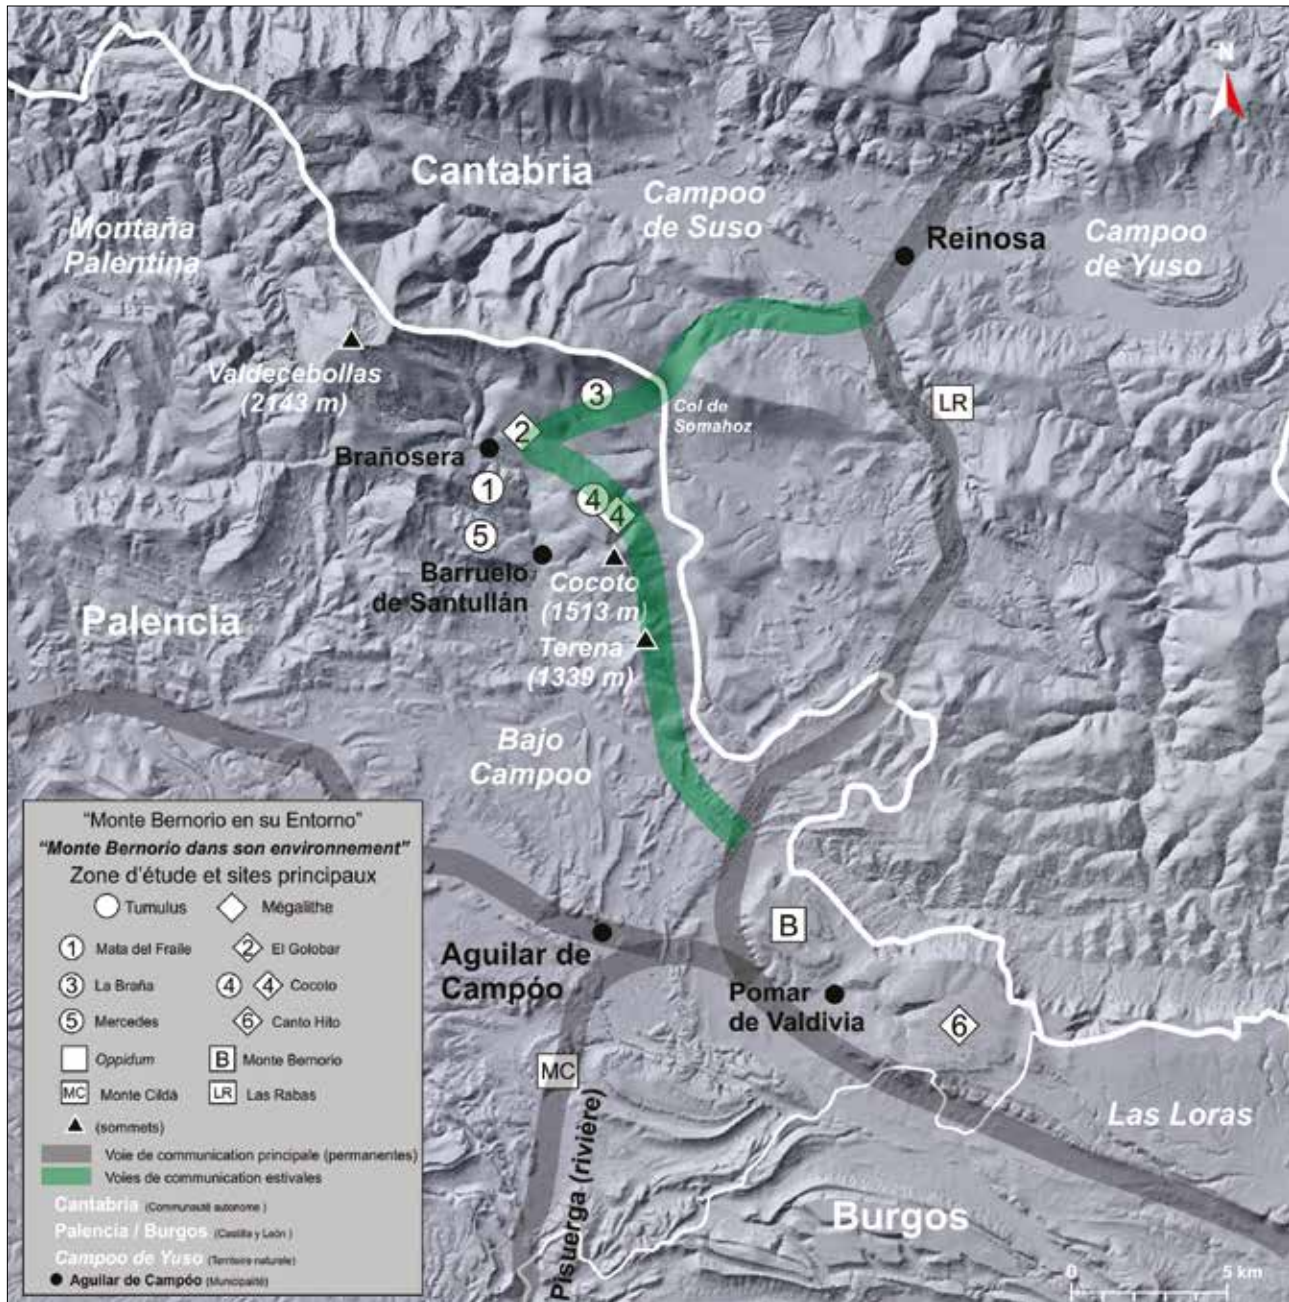 N
Cantabria
Campoo
de Suso
Montaña
Palentina
Reinosa
Campoo
de Yuso
Valdecebollas
(2143 m)
3
LR
Col de
Somahoz
2
Brañosera
1
4
4
5
Barruelo
de Santullán
Cocoto
(1513 m)
Palencia
Terena
(1339 m)
Bajo
Campoo
B
Aguilar de
Campóo
Pomar
de Valdivia
6
MC
Las Loras
Pisuerga (rivière)
Burgos
0
5 km
“Monte Bernorio en su Entorno”
“Monte Bernorio dans son environnement”
Zone d’étude et sites principaux
Tumulus
Mégalithe
1 Mata del Fraile
2 El Golobar
3 La Braña
4 4 Cocoto
5 Mercedes
6 Canto Hito
Oppidum
B Monte Bernorio
MC Monte Cildá
LR Las Rabas
(sommets)
Voie de communication principale (permanentes)
Voies de communication estivales
Cantabria (Communauté autonome )
Palencia / Burgos (Castilla y León )
Campoo de Yuso (Territoire naturele)
Aguilar de Campóo (Municipalité)